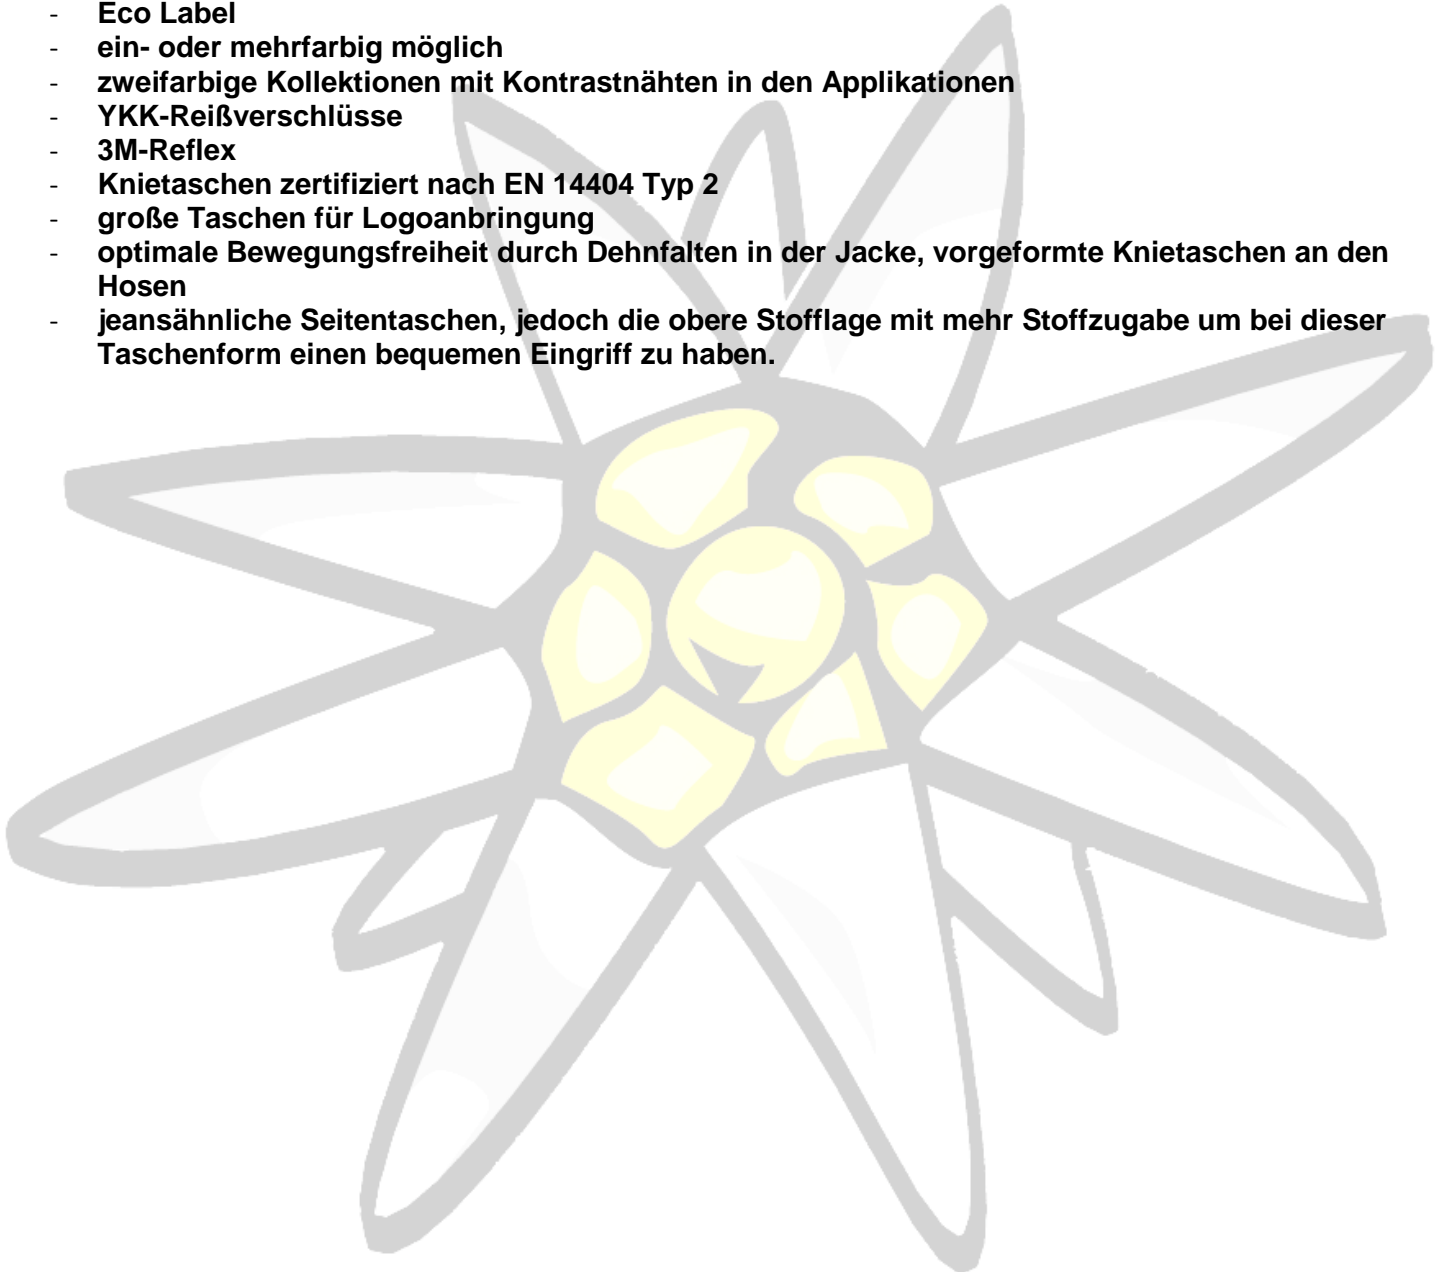 - Eco Label
- ein- oder mehrfarbig möglich
- zweifarbige Kollektionen mit Kontrastnähten in den Applikationen
- YKK-Reißverschlüsse
- 3M-Reflex
- Knietaschen zertifiziert nach EN 14404 Typ 2
- große Taschen für Logoanbringung
- optimale Bewegungsfreiheit durch Dehnfalten in der Jacke, vorgeformte Knietaschen an den
Hosen
- jeansähnliche Seitentaschen, jedoch die obere Stofflage mit mehr Stoffzugabe um bei dieser
Taschenform einen bequemen Eingriff zu haben.